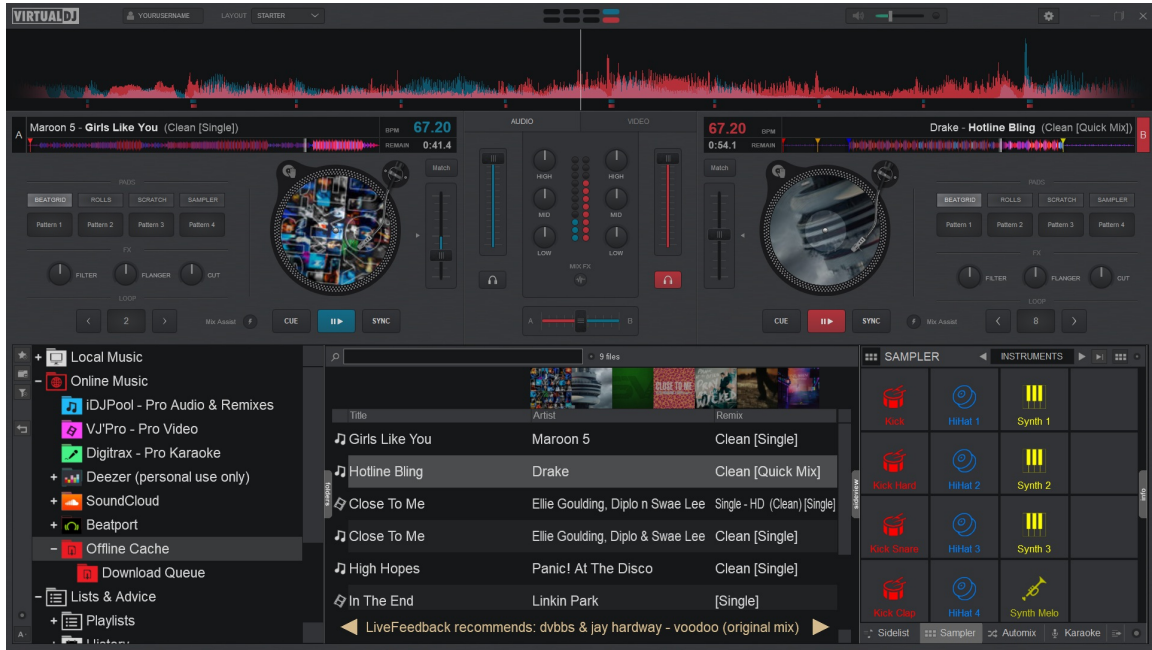 VIRTUALDJ YOURUSERNAME LAYOUT STARTER
A Maroon 5 - Girls Like You (Clean [Single]) BPM 67.20
REMAIN 0:41.4
AUDIO VIDEO
67.20 BPM Drake - Hotline Bling (Clean [Quick Mix]) B
0:54.1 REMAIN
PADS
BEATGRID ROLLS SCRATCH SAMPLER
Pattern 1 Pattern 2 Pattern 3 Pattern 4
FX
FILTER FLANGER CUT
LOOP
2 Mix Assist CUE SYNC
Match
HIGH HIGH
MID MID
LOW LOW
MIX FX
A B
Match
PADS
BEATGRID ROLLS SCRATCH SAMPLER
Pattern 1 Pattern 2 Pattern 3 Pattern 4
FX
FILTER FLANGER CUT
LOOP
CUE SYNC Mix Assist 8
Local Music
Online Music
iDJPool - Pro Audio & Remixes
VJ'Pro - Pro Video
Digitrax - Pro Karaoke
Deezer (personal use only)
SoundCloud
Beatport
Offline Cache
Download Queue
Lists & Advice
Playlists
folders
9 files
CLOSE TO ME
Title Artist Remix
Girls Like You Maroon 5 Clean [Single]
Hotline Bling Drake Clean [Quick Mix]
Close To Me Ellie Goulding, Diplo n Swae Lee Single - HD (Clean) [Single]
Close To Me Ellie Goulding, Diplo & Swae Lee Clean [Single]
High Hopes Panic! At The Disco Clean [Single]
In The End Linkin Park [Single]
LiveFeedback recommends: dvbbs & jay hardway - voodoo (original mix)
sideview
SAMPLER INSTRUMENTS
Kick HiHat 1 Synth 1
Kick Hard HiHat 2 Synth 2
Kick Snare HiHat 3 Synth 3
Kick Clap HiHat 4 Synth Melo
info
Sidelist Sampler Automix Karaoke